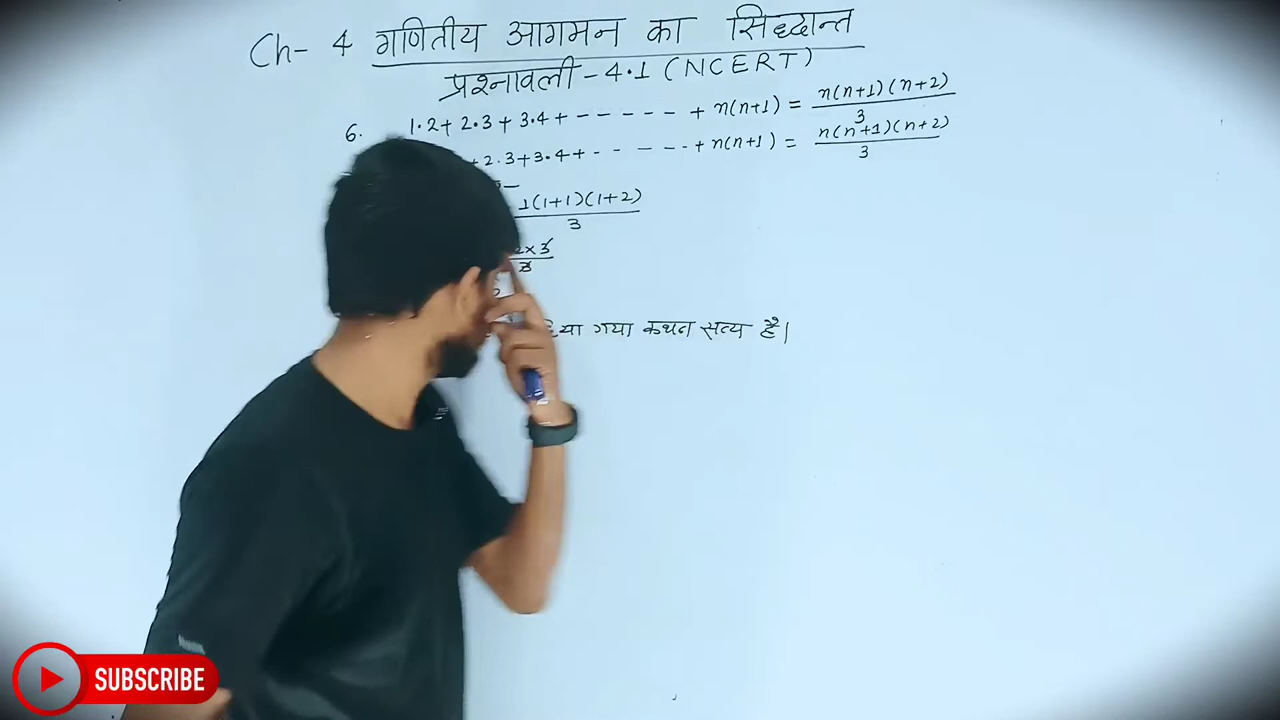 Ch- 4 गणितीय आगमन का सिद्धान्त
प्रश्नावली - 4.1 (NCERT)
6. 1·2+ 2·3 + 3·4 + - - - - - - + n(n+1) = n(n+1)(n+2)/3
+2·3+3·4+ - - - - - - + n(n+1) = n(n+1)(n+2)/3
1(1+1)(1+2)/3
2×3/3
गया कथन सत्य है।
SUBSCRIBE